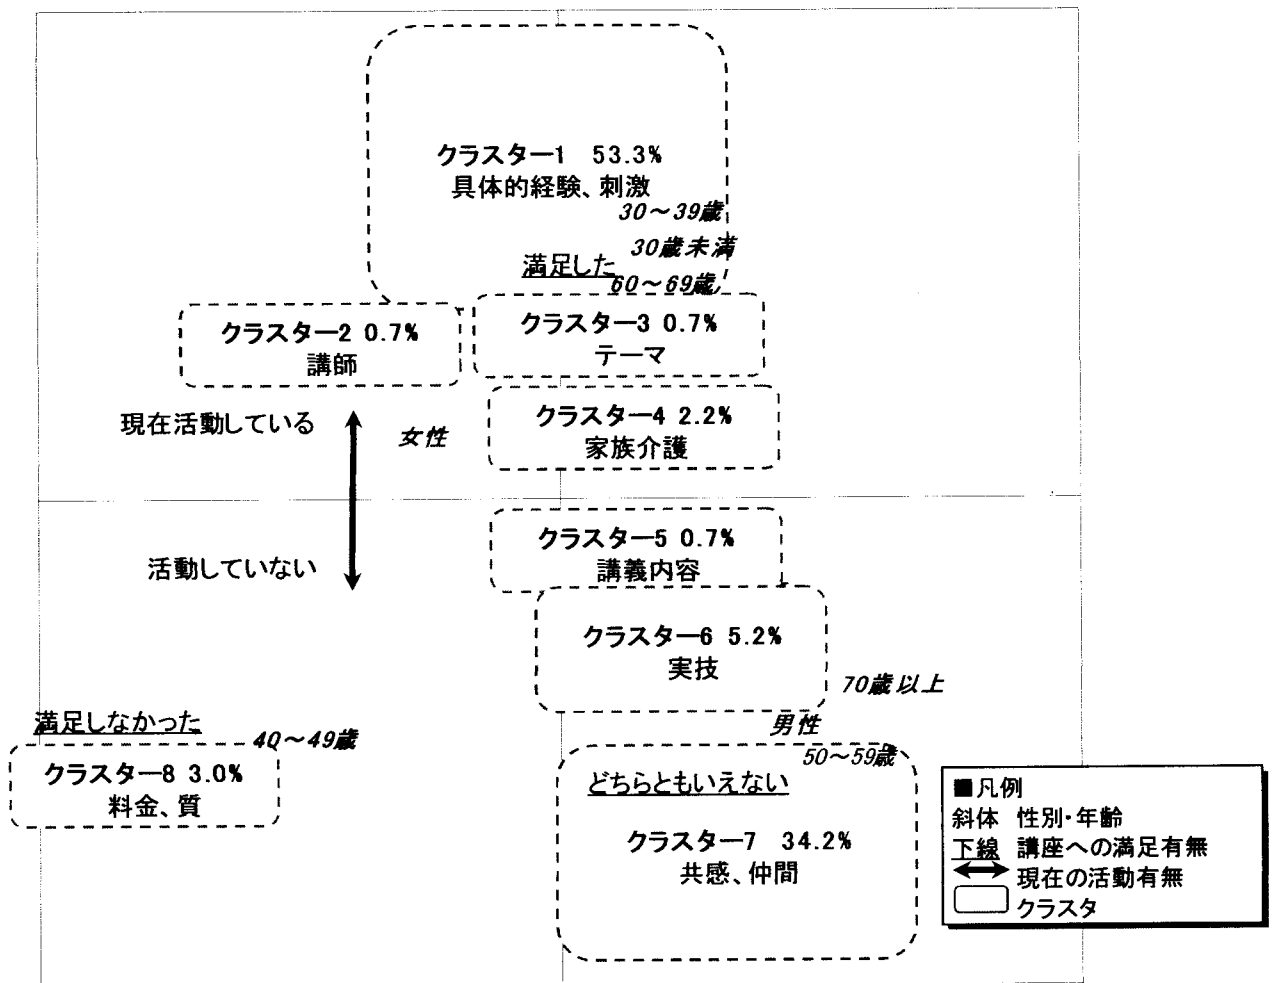 クラスター1 53.3%
具体的経験、刺激
30～39歳
30歳未満
満足した
60～69歳
クラスター2 0.7%
講師
クラスター3 0.7%
テーマ
現在活動している
女性
クラスター4 2.2%
家族介護
クラスター5 0.7%
講義内容
活動していない
クラスター6 5.2%
実技
70歳以上
満足しなかった
男性
40～49歳
50～59歳
クラスター8 3.0%
料金、質
どちらともいえない
クラスター7 34.2%
共感、仲間
■凡例
斜体 性別・年齢
下線 講座への満足有無
現在の活動有無
クラスタ